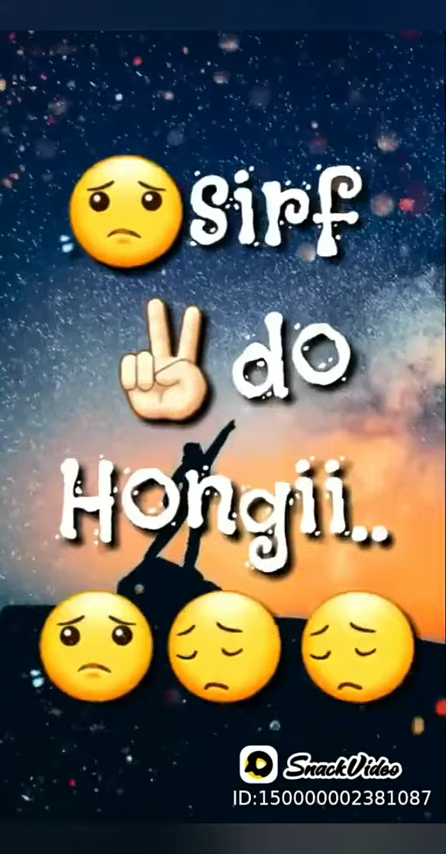 😟sirf
✌🏻do
Hongii..
😟😔😔
SnackVideo
ID:150000002381087